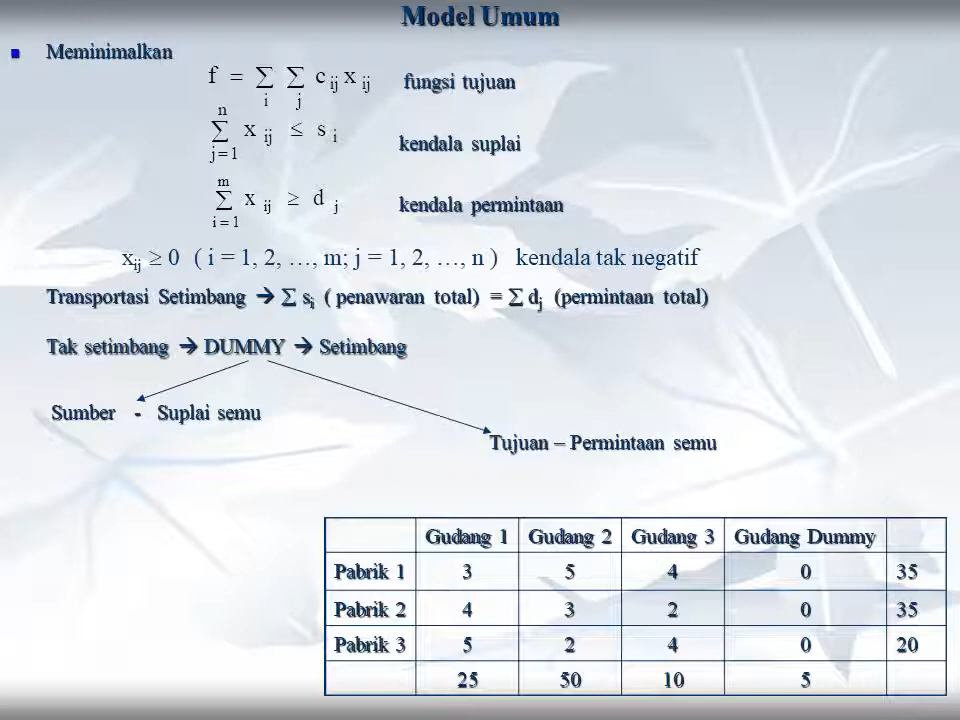 Model Umum
Meminimalkan
f = ∑ i ∑ j c ij x ij fungsi tujuan
n ∑ j = 1 x ij ≤ s i kendala suplai
m ∑ i = 1 x ij ≥ d j kendala permintaan
xij ≥ 0 ( i = 1, 2, …, m; j = 1, 2, …, n ) kendala tak negatif
Transportasi Setimbang → ∑ si ( penawaran total) = ∑ dj (permintaan total)
Tak setimbang → DUMMY → Setimbang
Sumber - Suplai semu
Tujuan – Permintaan semu
Gudang 1 Gudang 2 Gudang 3 Gudang Dummy
Pabrik 1 3 5 4 0 35
Pabrik 2 4 3 2 0 35
Pabrik 3 5 2 4 0 20
25 50 10 5